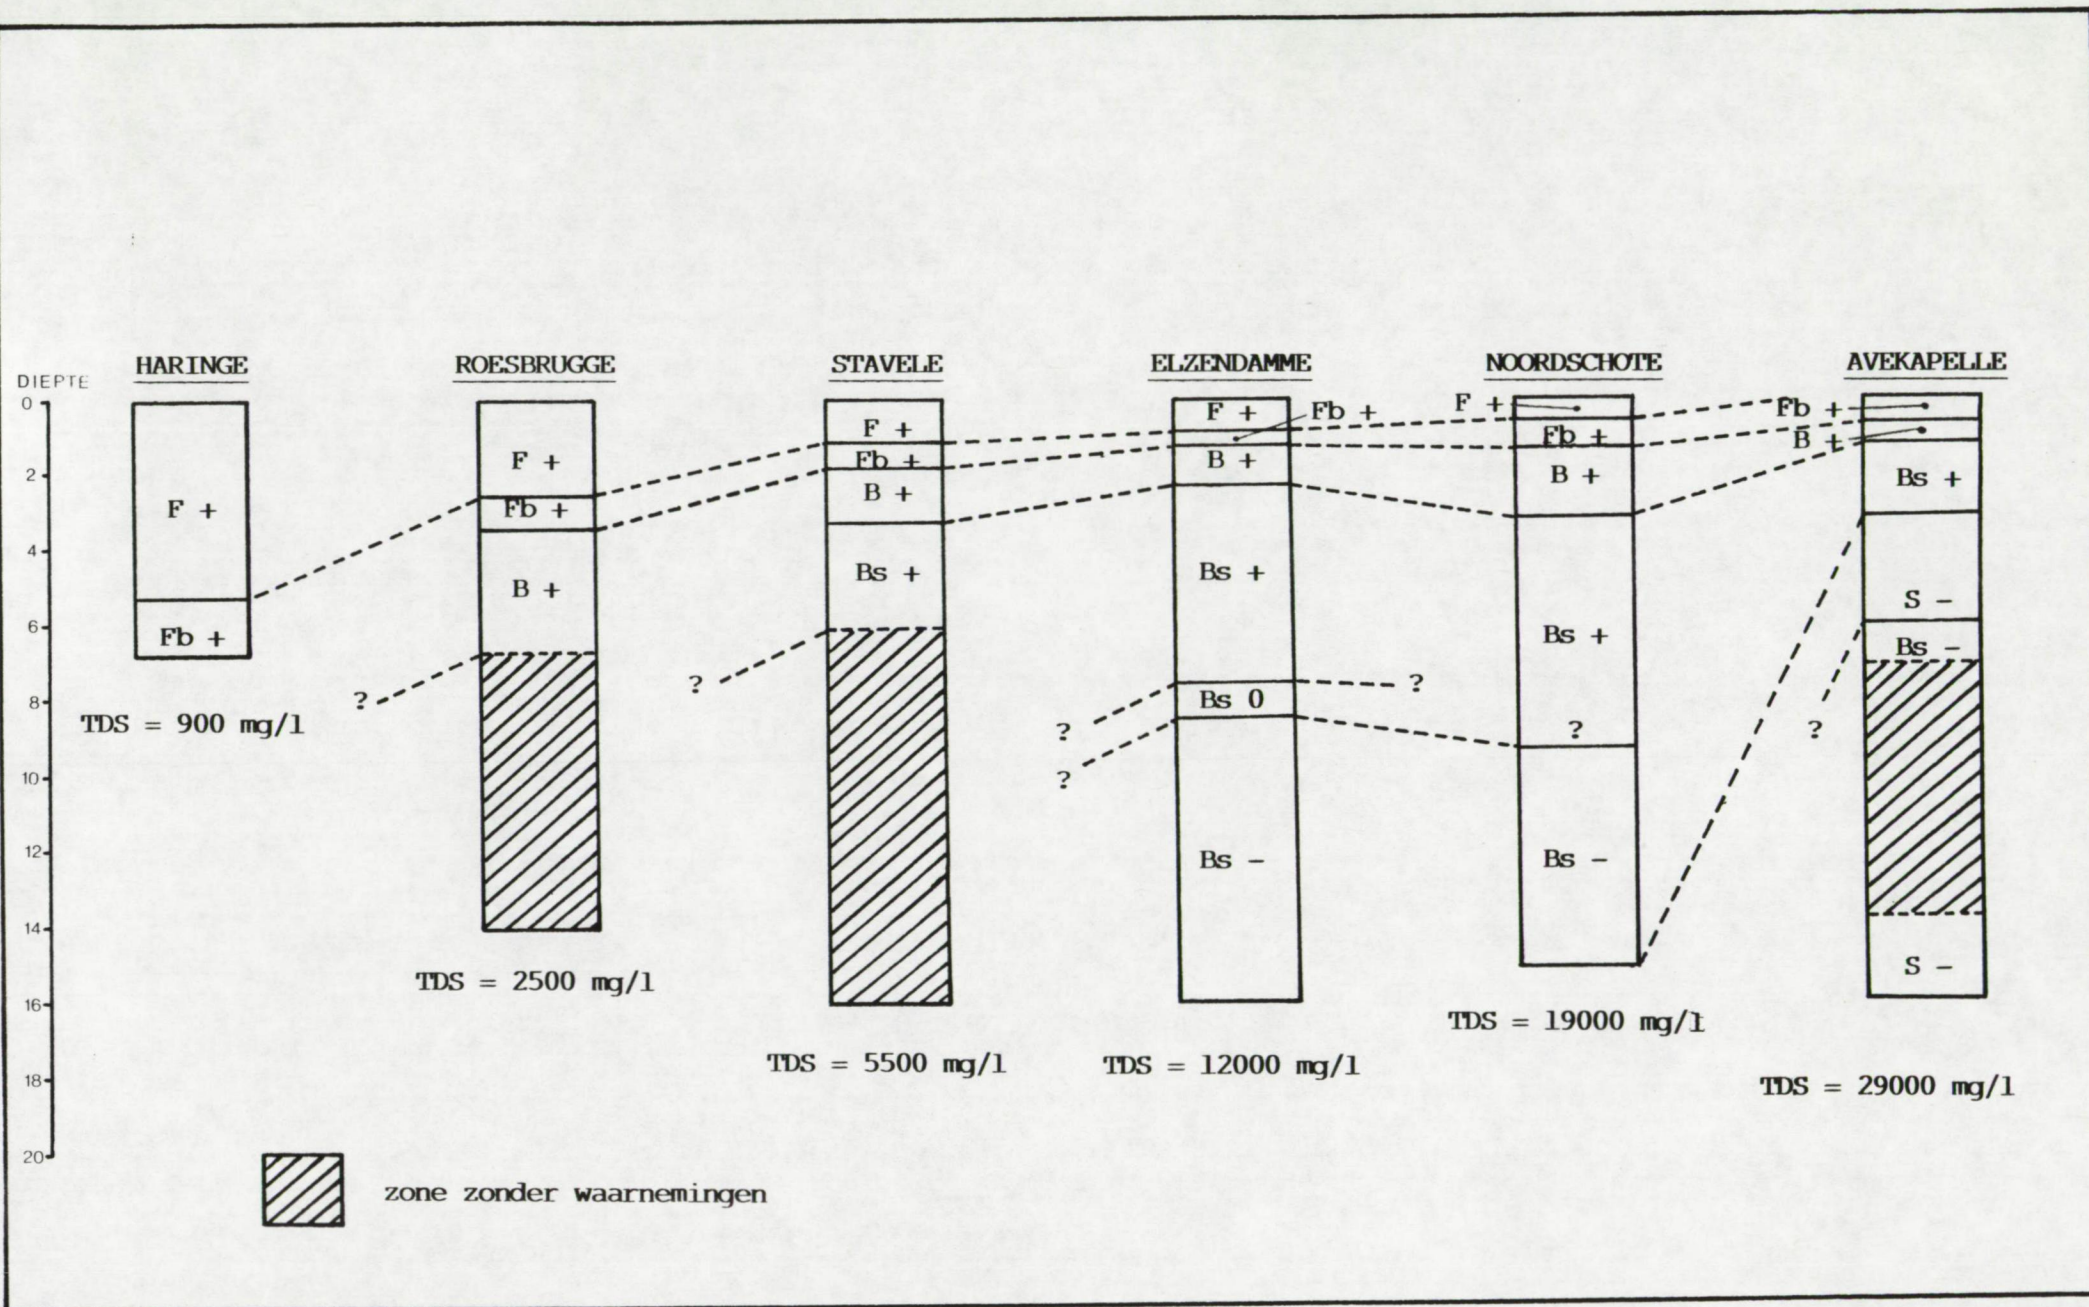 HARINGE ROESBRUGGE STAVELE ELZENDAMME NOORDSCHOTE AVEKAPELLE
DIEPTE
0
2
4
6
8
10
12
14
16
18
20
F +
Fb +
TDS = 900 mg/l
F +
Fb +
B +
?
TDS = 2500 mg/l
F +
Fb +
B +
Bs +
?
TDS = 5500 mg/l
F +
Fb +
B +
Bs +
Bs 0
?
?
?
Bs -
TDS = 12000 mg/l
F +
Fb +
B +
Bs +
?
Bs -
TDS = 19000 mg/l
Fb +
B +
Bs +
S -
Bs -
?
S -
TDS = 29000 mg/l
zone zonder waarnemingen